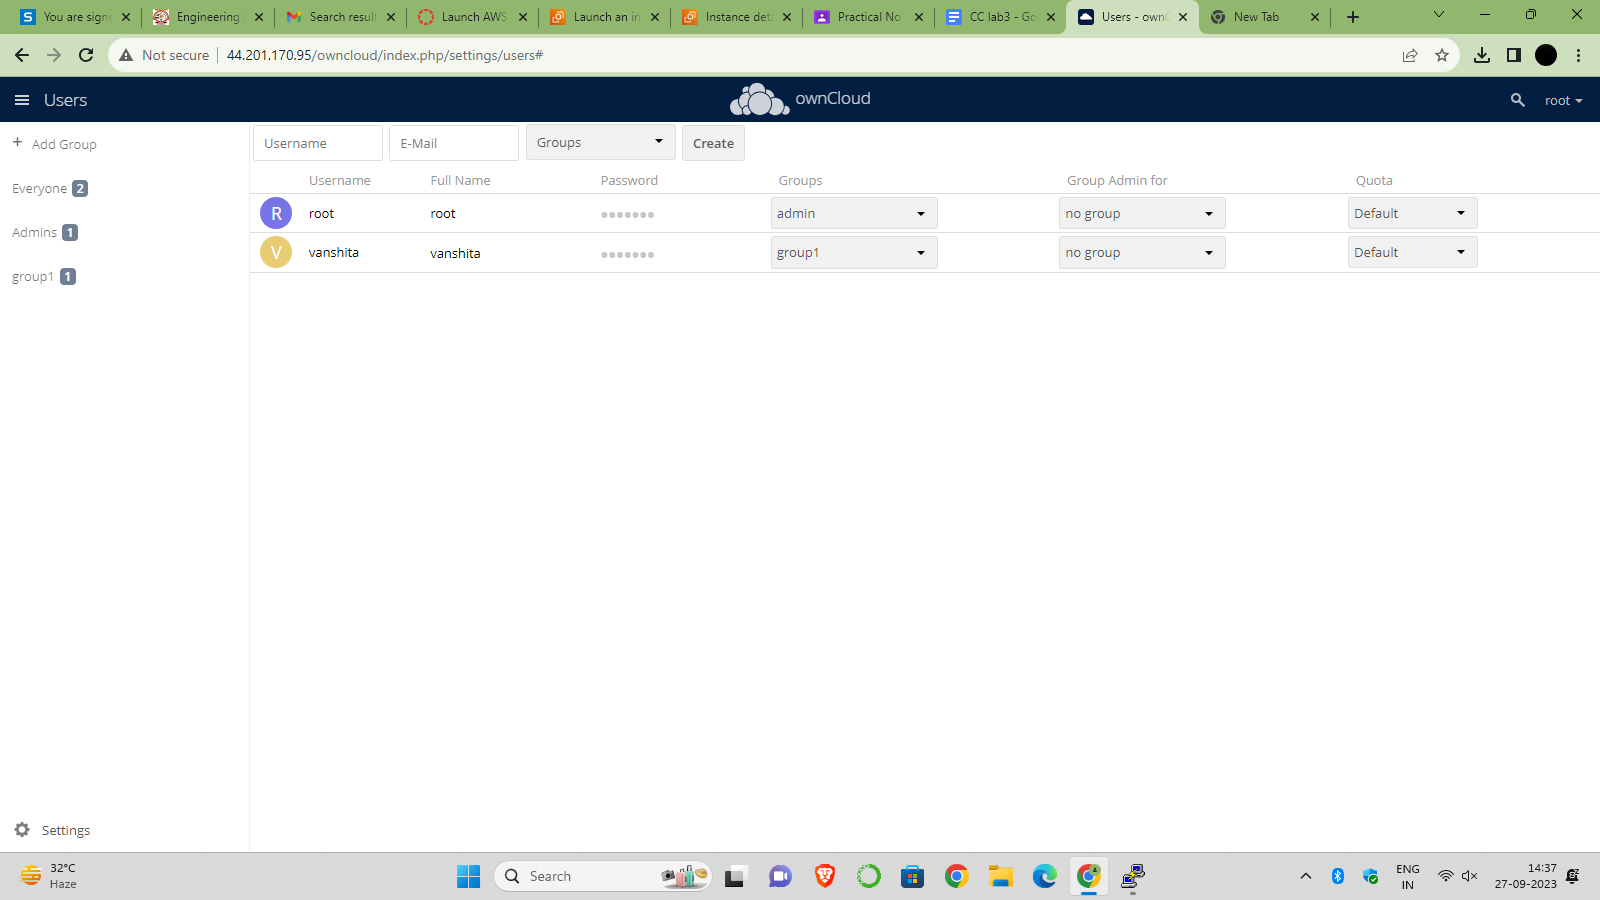 You are sign
Engineering
Search result
Launch AWS
Launch an in
Instance deta
Practical No
CC lab3 - Go
Users - ownC
New Tab
Not secure
44.201.170.95/owncloud/index.php/settings/users#
Users
ownCloud
root
+ Add Group
Username
E-Mail
Groups
Create
Everyone 2
Username Full Name Password Groups Group Admin for Quota
R root root admin no group Default
Admins 1
V vanshita vanshita group1 no group Default
group1 1
Settings
32°C
Haze
Search
ENG
IN
14:37
27-09-2023